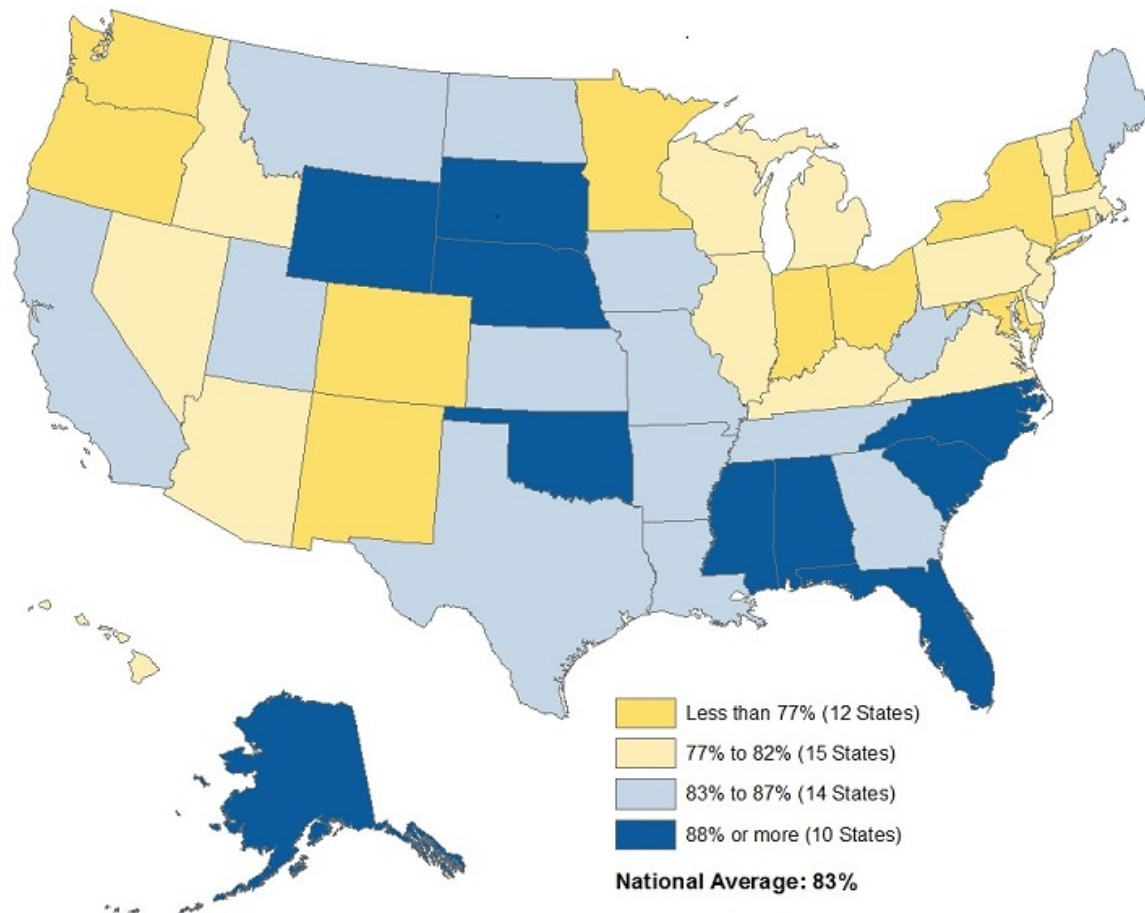 Less than 77% (12 States)
77% to 82% (15 States)
83% to 87% (14 States)
88% or more (10 States)
National Average: 83%